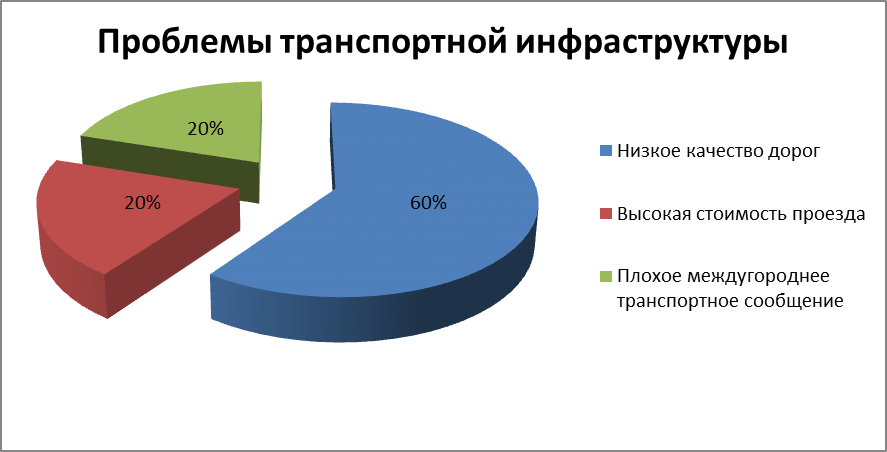 Проблемы транспортной инфраструктуры
20%
20%
60%
Низкое качество дорог
Высокая стоимость проезда
Плохое междугороднее
транспортное сообщение